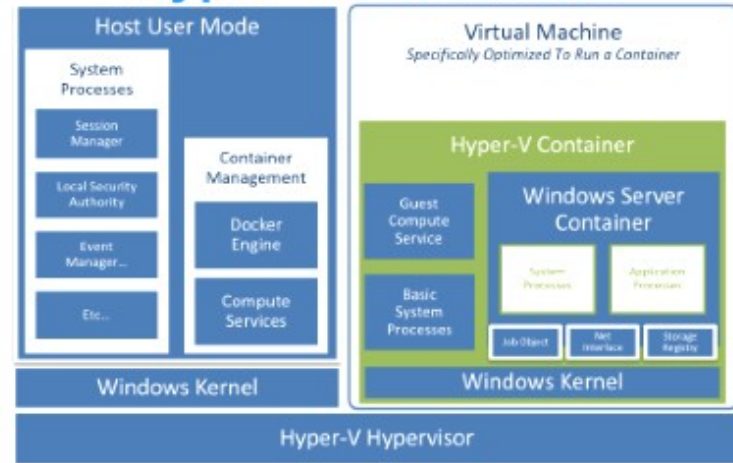 Host User Mode
System
Processes
Session
Manager
Local Security
Authority
Event
Manager...
Etc...
Container
Management
Docker
Engine
Compute
Services
Windows Kernel
Virtual Machine
Specifically Optimized To Run a Container
Hyper-V Container
Guest
Compute
Service
Basic
System
Processes
Windows Server
Container
System
Processes
Application
Processes
Job Object
Net
Interface
Storage
Registry
Windows Kernel
Hyper-V Hypervisor